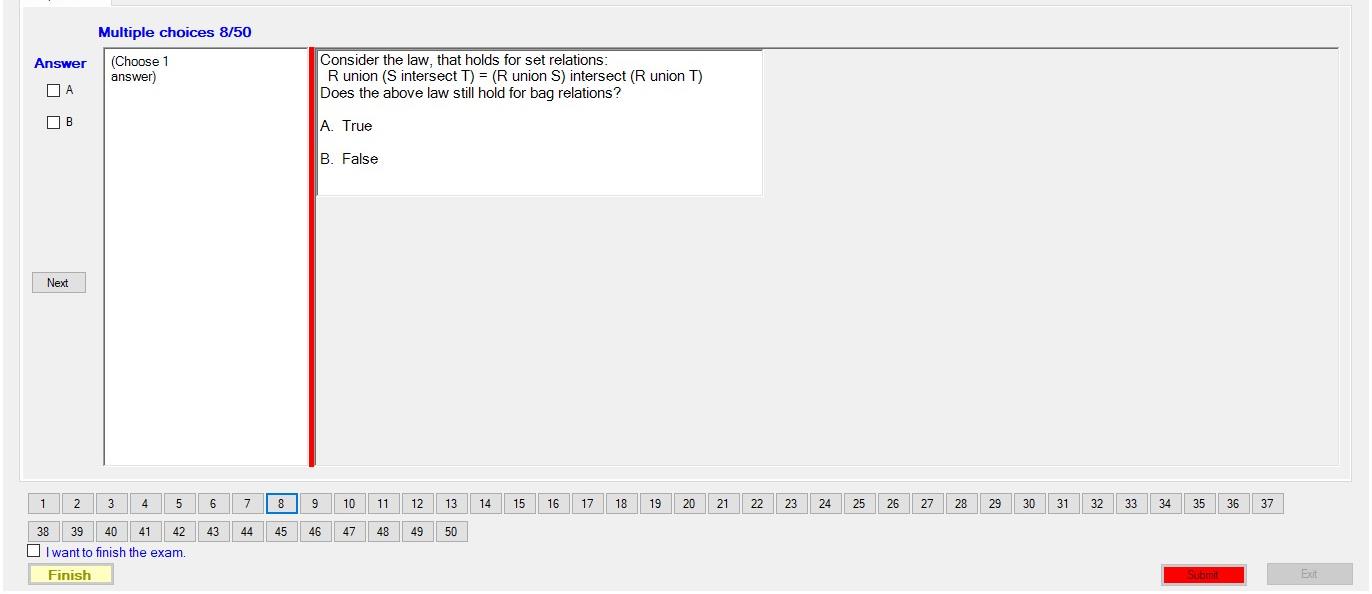 Multiple choices 8/50
Answer
A
B
Next
(Choose 1
answer)
Consider the law, that holds for set relations:
R union (S intersect T) = (R union S) intersect (R union T)
Does the above law still hold for bag relations?
A. True
B. False
1 2 3 4 5 6 7 8 9 10 11 12 13 14 15 16 17 18 19 20 21 22 23 24 25 26 27 28 29 30 31 32 33 34 35 36 37
38 39 40 41 42 43 44 45 46 47 48 49 50
I want to finish the exam.
Finish
Submit
Exit